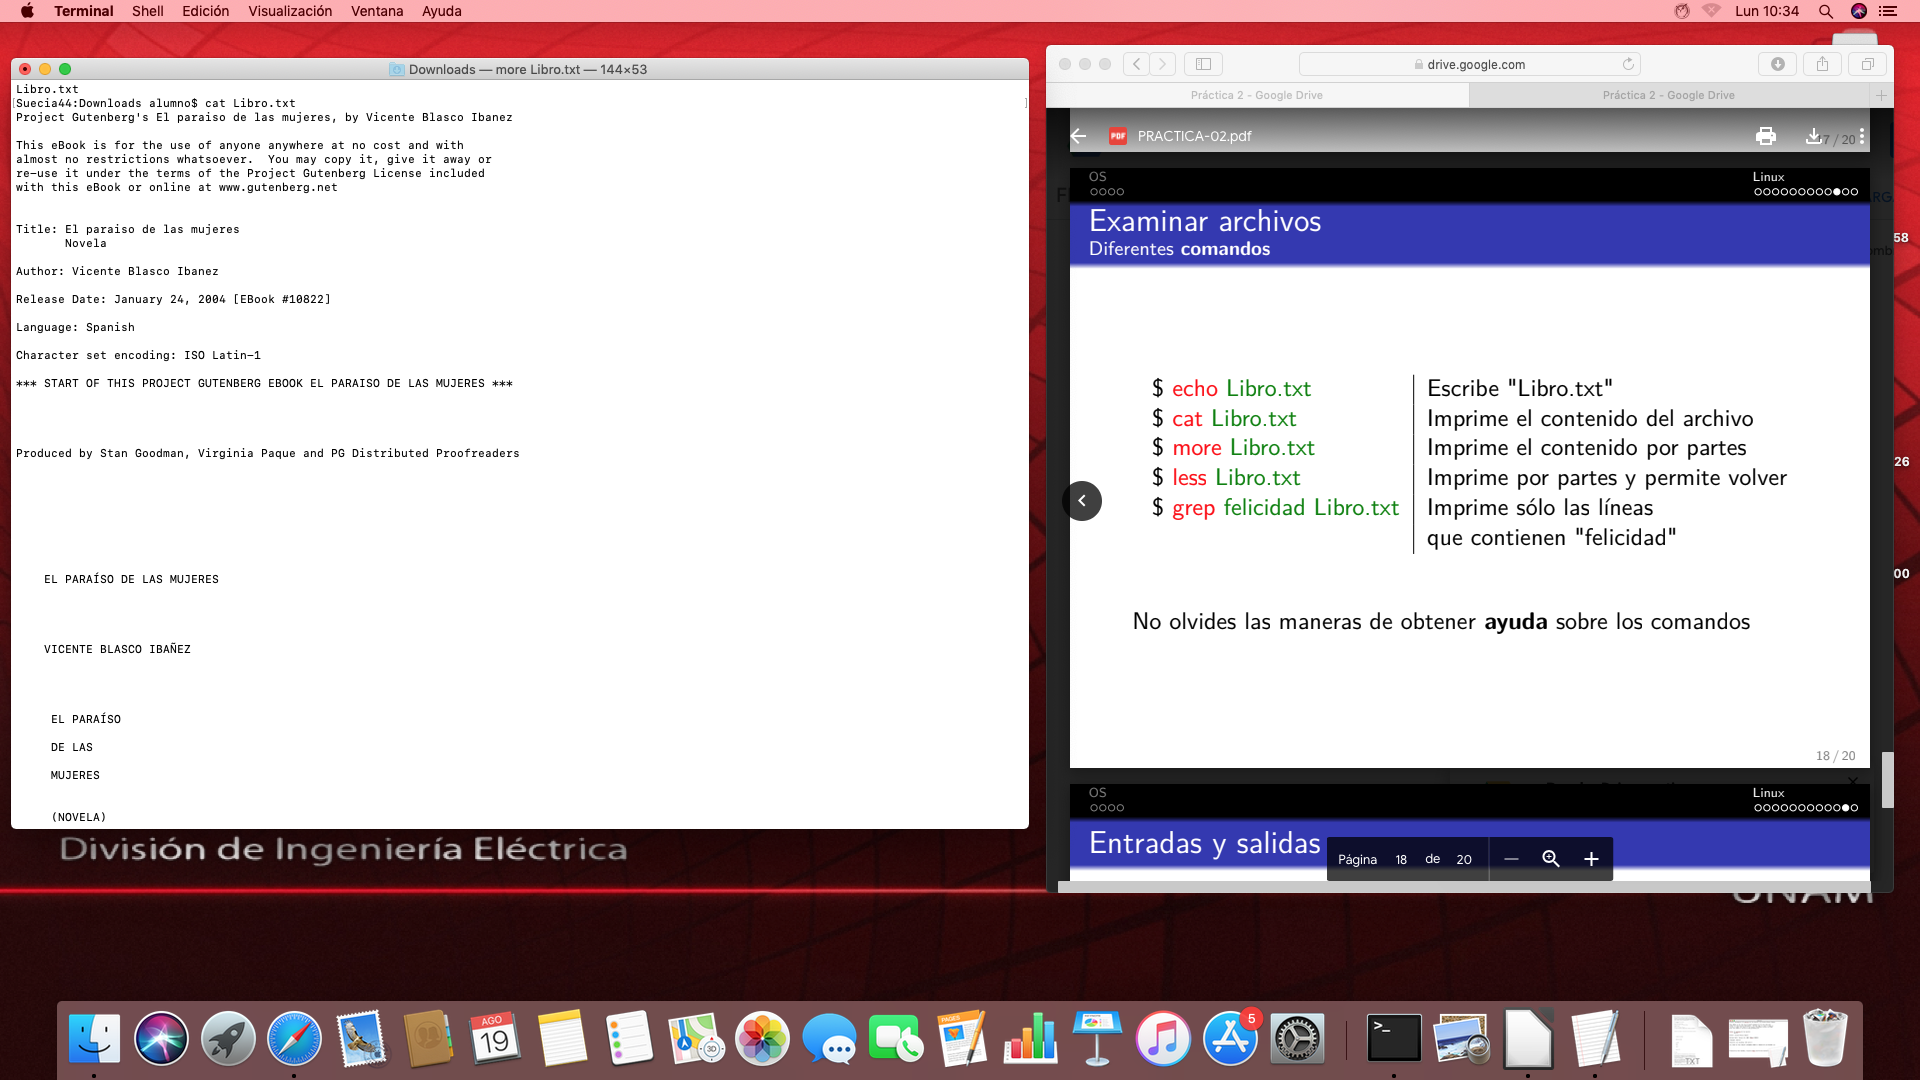 Terminal Shell Edición Visualización Ventana Ayuda
Lun 10:34
Downloads — more Libro.txt — 144×53
Libro.txt
[Suecia44:Downloads alumno$ cat Libro.txt ]
Project Gutenberg's El paraiso de las mujeres, by Vicente Blasco Ibanez
This eBook is for the use of anyone anywhere at no cost and with
almost no restrictions whatsoever.  You may copy it, give it away or
re-use it under the terms of the Project Gutenberg License included
with this eBook or online at www.gutenberg.net
Title: El paraiso de las mujeres
Novela
Author: Vicente Blasco Ibanez
Release Date: January 24, 2004 [EBook #10822]
Language: Spanish
Character set encoding: ISO Latin-1
*** START OF THIS PROJECT GUTENBERG EBOOK EL PARAISO DE LAS MUJERES ***
Produced by Stan Goodman, Virginia Paque and PG Distributed Proofreaders
EL PARAÍSO DE LAS MUJERES
VICENTE BLASCO IBAÑEZ
EL PARAÍSO
DE LAS
MUJERES
(NOVELA)
División de Ingeniería Eléctrica
drive.google.com
Práctica 2 - Google Drive
Práctica 2 - Google Drive
PDF PRACTICA-02.pdf
17 / 20
OS
Linux
Examinar archivos
Diferentes comandos
$ echo Libro.txt Escribe "Libro.txt"
$ cat Libro.txt Imprime el contenido del archivo
$ more Libro.txt Imprime el contenido por partes
$ less Libro.txt Imprime por partes y permite volver
$ grep felicidad Libro.txt Imprime sólo las líneas
que contienen "felicidad"
No olvides las maneras de obtener ayuda sobre los comandos
18 / 20
OS
Linux
Entradas y salidas
Página 18 de 20
58
26
00
UNAM
AGO
19
3D
PAGES
5
>_
TXT